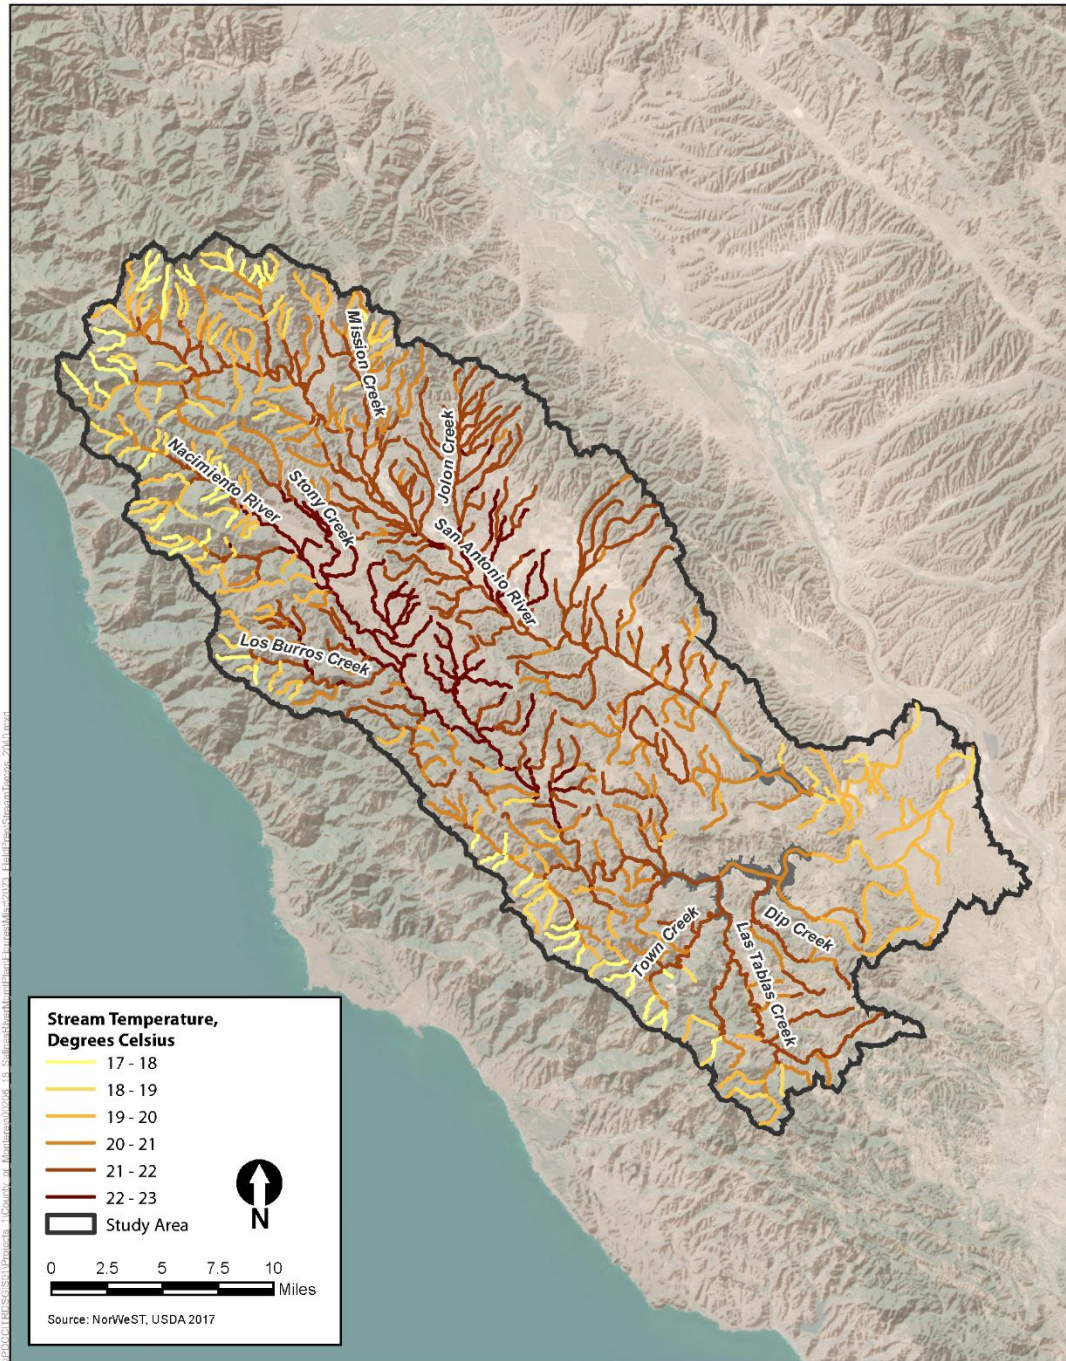 Mission Creek
Jolon Creek
Nacimiento River
Stony Creek
San Antonio River
Los Burros Creek
Town Creek
Dip Creek
Las Tablas Creek
Stream Temperature,
Degrees Celsius
17 - 18
18 - 19
19 - 20
20 - 21
21 - 22
22 - 23
Study Area
N
0 2.5 5 7.5 10
Miles
Source: NorWeST, USDA 2017